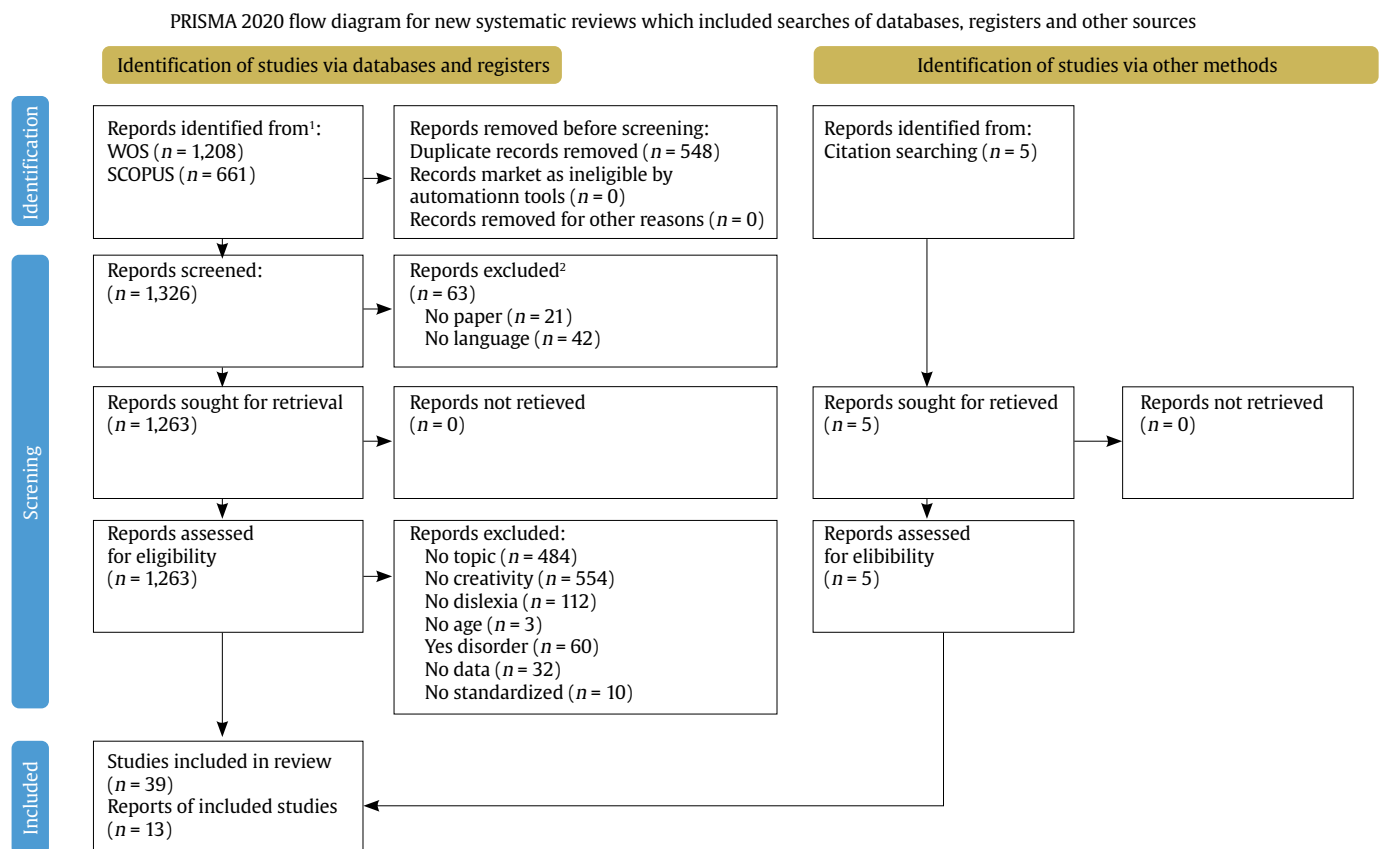 PRISMA 2020 flow diagram for new systematic reviews which included searches of databases, registers and other sources
Identification of studies via databases and registers
Identification of studies via other methods
Identification
Records identified from¹:
WOS (n = 1,208)
SCOPUS (n = 661)
Records removed before screening:
Duplicate records removed (n = 548)
Records market as ineligible by
automationn tools (n = 0)
Records removed for other reasons (n = 0)
Reports identified from:
Citation searching (n = 5)
Screning
Reports screened:
(n = 1,326)
Reports excluded²
(n = 63)
No paper (n = 21)
No language (n = 42)
Reports sought for retrieval
(n = 1,263)
Reports not retieved
(n = 0)
Reports sought for retieved
(n = 5)
Reports not retrieved
(n = 0)
Reports assessed
for eligibility
(n = 1,263)
Reports excluded:
No topic (n = 484)
No creativity (n = 554)
No dislexia (n = 112)
No age (n = 3)
Yes disorder (n = 60)
No data (n = 32)
No standardized (n = 10)
Reports assessed
for elibibility
(n = 5)
Included
Studies included in review
(n = 39)
Reports of included studies
(n = 13)